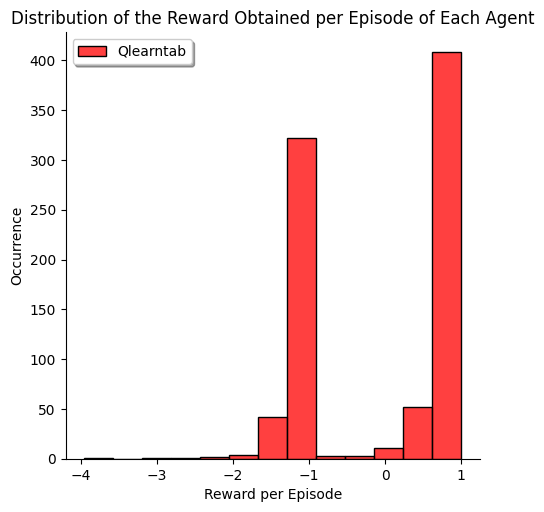 Distribution of the Reward Obtained per Episode of Each Agent
Qlearntab
400
350
300
250
200
150
100
50
0
Occurrence
−4 −3 −2 −1 0 1
Reward per Episode